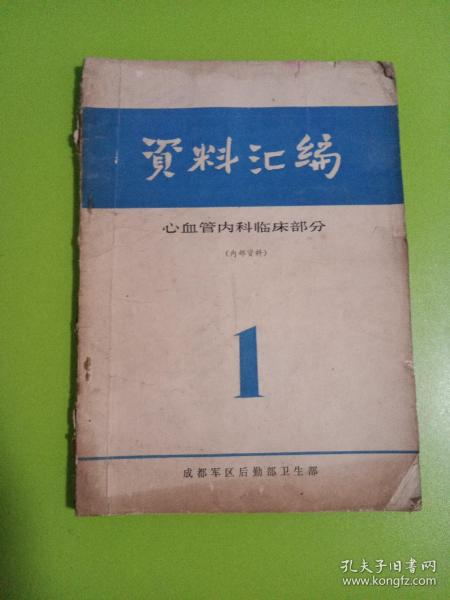 資料汇编
心血管内科临床部分
(内部资料)
1
成都军区后勤部卫生部
孔夫子旧书网
www.kongfz.com